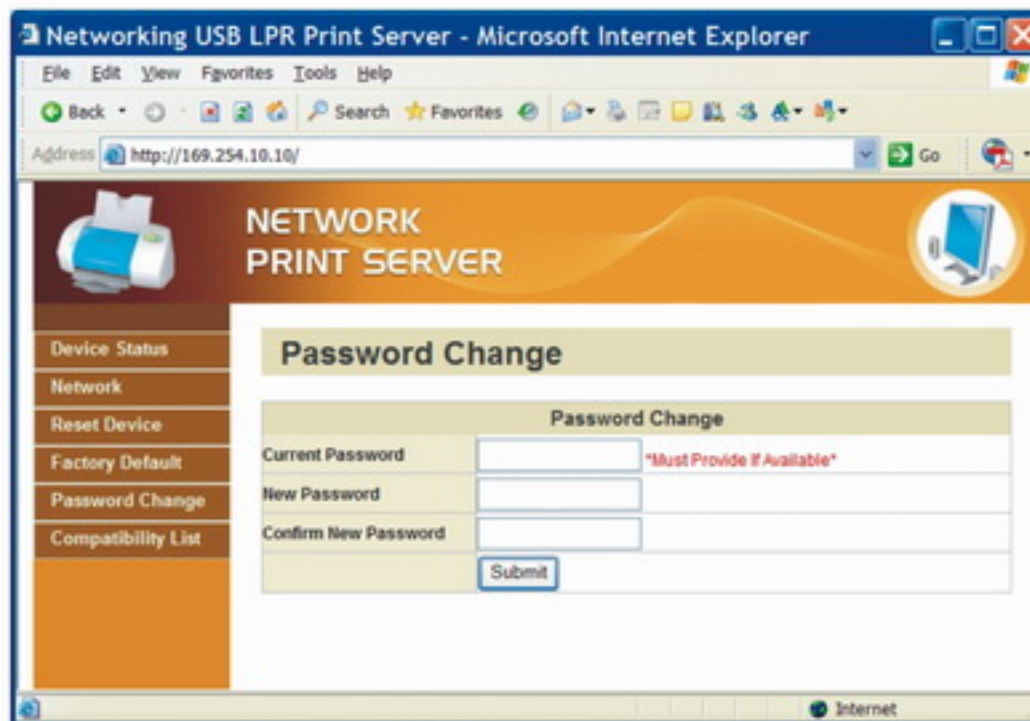 Networking USB LPR Print Server - Microsoft Internet Explorer
File Edit View Favorites Tools Help
Back Search Favorites
Address http://169.254.10.10/ Go
NETWORK
PRINT SERVER
Device Status
Network
Reset Device
Factory Default
Password Change
Compatibility List
Password Change
Password Change
Current Password *Must Provide If Available*
New Password
Confirm New Password
Submit
Internet